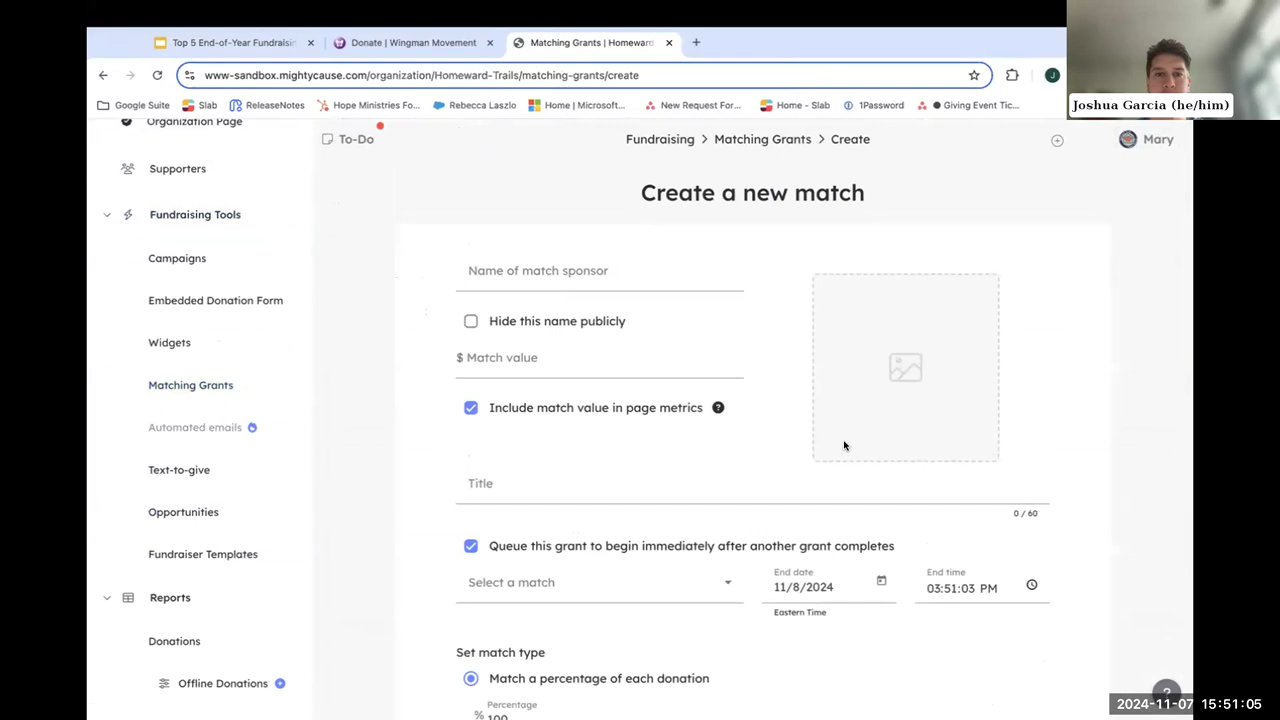 Top 5 End-of-Year Fundraisin
Donate | Wingman Movement
Matching Grants | Homeward
www-sandbox.mightycause.com/organization/Homeward-Trails/matching-grants/create
J
Google Suite
Slab
ReleaseNotes
Hope Ministries Fo...
Rebecca Laszlo
Home | Microsoft...
New Request For...
Home - Slab
1Password
Giving Event Tic...
Joshua Garcia (he/him)
Organization Page
To-Do
Fundraising > Matching Grants > Create
Mary
Supporters
Create a new match
Fundraising Tools
Campaigns
Name of match sponsor
Embedded Donation Form
Hide this name publicly
Widgets
$ Match value
Matching Grants
Include match value in page metrics ?
Automated emails
Text-to-give
Title
0 / 60
Opportunities
Queue this grant to begin immediately after another grant completes
Fundraiser Templates
Select a match
End date
11/8/2024
Eastern Time
End time
03:51:03 PM
Reports
Donations
Set match type
Match a percentage of each donation
Offline Donations
Percentage
% 100
?
2024-11-07 15:51:05